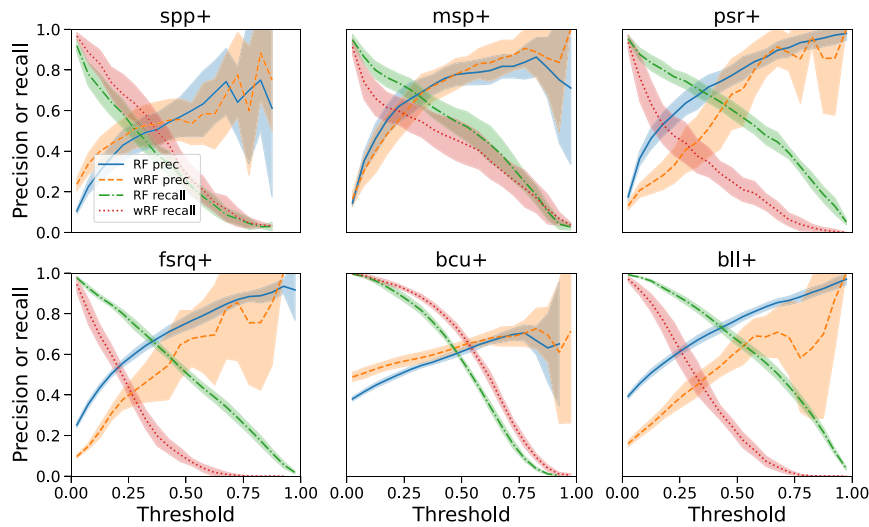 spp+ msp+ psr+
Precision or recall
1.0
0.8
0.6
0.4
0.2
0.0
RF prec
wRF prec
RF recall
wRF recall
fsrq+ bcu+ bll+
Precision or recall
1.0
0.8
0.6
0.4
0.2
0.0
0.00 0.25 0.50 0.75 1.00 0.00 0.25 0.50 0.75 1.00 0.00 0.25 0.50 0.75 1.00
Threshold Threshold Threshold